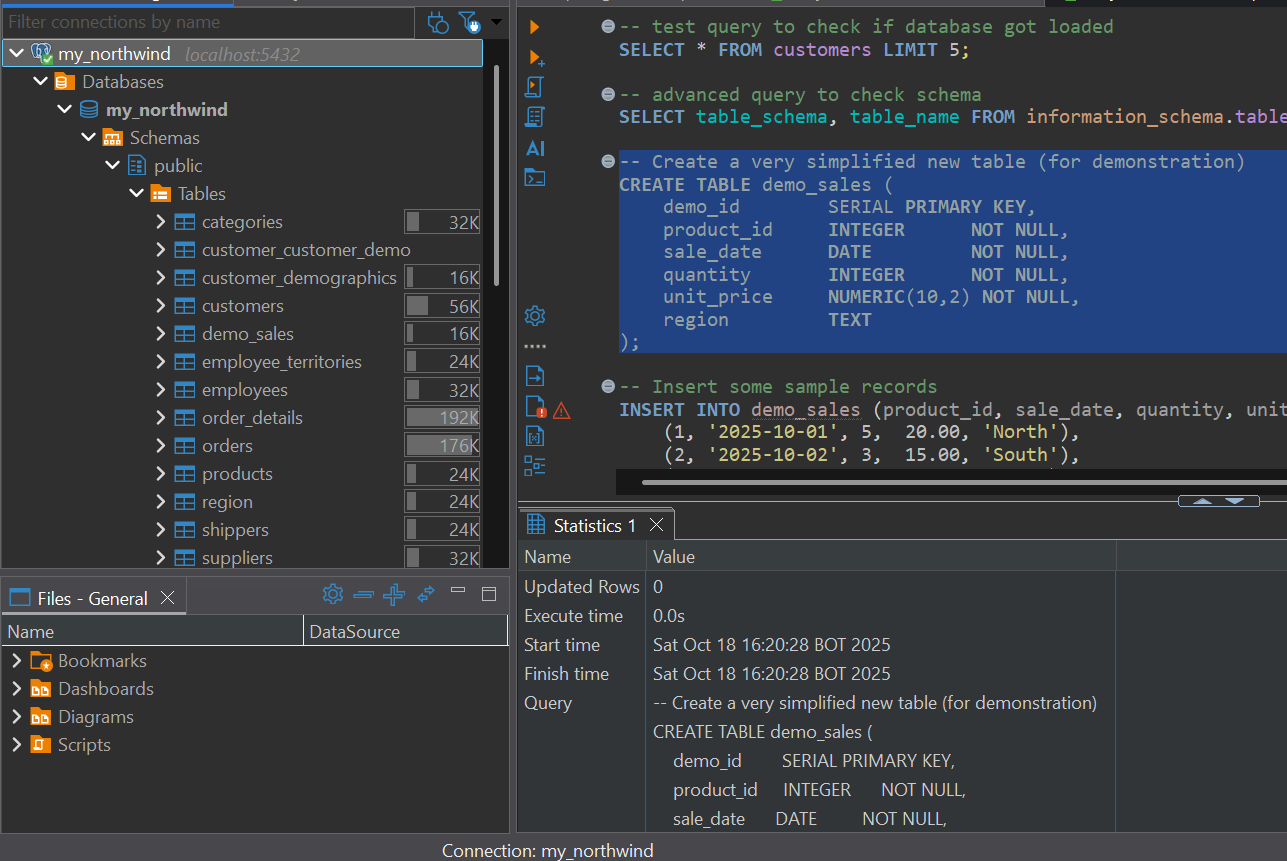 Filter connections by name
my_northwind localhost:5432
Databases
my_northwind
Schemas
public
Tables
categories 32K
customer_customer_demo
customer_demographics 16K
customers 56K
demo_sales 16K
employee_territories 24K
employees 32K
order_details 192K
orders 176K
products 24K
region 24K
shippers 24K
suppliers 32K
Files - General
Name DataSource
Bookmarks
Dashboards
Diagrams
Scripts
AI
-- test query to check if database got loaded
SELECT * FROM customers LIMIT 5;
-- advanced query to check schema
SELECT table_schema, table_name FROM information_schema.table
-- Create a very simplified new table (for demonstration)
CREATE TABLE demo_sales (
demo_id SERIAL PRIMARY KEY,
product_id INTEGER NOT NULL,
sale_date DATE NOT NULL,
quantity INTEGER NOT NULL,
unit_price NUMERIC(10,2) NOT NULL,
region TEXT
);
-- Insert some sample records
INSERT INTO demo_sales (product_id, sale_date, quantity, unit
(1, '2025-10-01', 5, 20.00, 'North'),
(2, '2025-10-02', 3, 15.00, 'South'),
Statistics 1
Name Value
Updated Rows 0
Execute time 0.0s
Start time Sat Oct 18 16:20:28 BOT 2025
Finish time Sat Oct 18 16:20:28 BOT 2025
Query -- Create a very simplified new table (for demonstration)
CREATE TABLE demo_sales (
demo_id SERIAL PRIMARY KEY,
product_id INTEGER NOT NULL,
sale_date DATE NOT NULL,
Connection: my_northwind